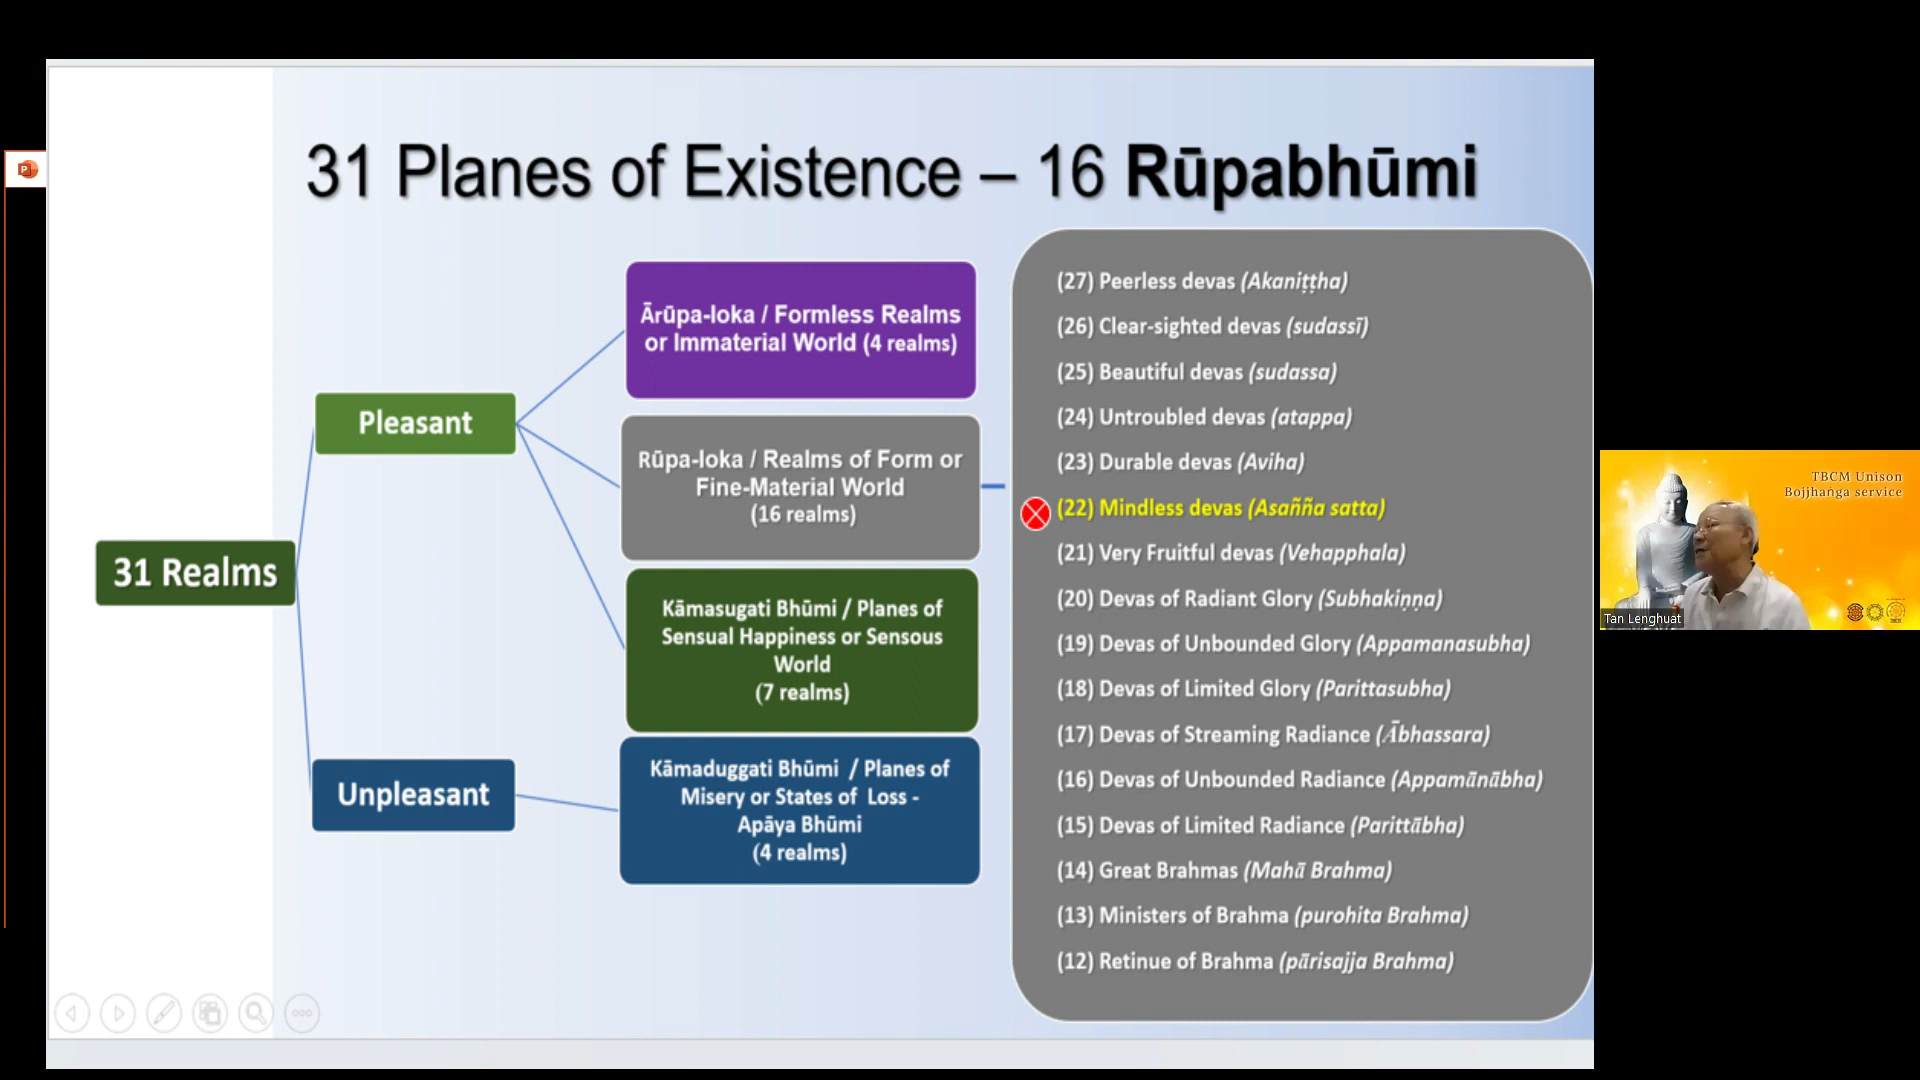 31 Planes of Existence – 16 Rūpabhūmi
31 Realms
Pleasant
Unpleasant
Ārūpa-loka / Formless Realms
or Immaterial World (4 realms)
Rūpa-loka / Realms of Form or
Fine-Material World
(16 realms)
Kāmasugati Bhūmi / Planes of
Sensual Happiness or Sensous
World
(7 realms)
Kāmaduggati Bhūmi / Planes of
Misery or States of Loss -
Apāya Bhūmi
(4 realms)
(27) Peerless devas (Akaniṭṭha)
(26) Clear-sighted devas (sudassī)
(25) Beautiful devas (sudassa)
(24) Untroubled devas (atappa)
(23) Durable devas (Aviha)
(22) Mindless devas (Asañña satta)
(21) Very Fruitful devas (Vehapphala)
(20) Devas of Radiant Glory (Subhakiṇṇa)
(19) Devas of Unbounded Glory (Appamanasubha)
(18) Devas of Limited Glory (Parittasubha)
(17) Devas of Streaming Radiance (Ābhassara)
(16) Devas of Unbounded Radiance (Appamānābha)
(15) Devas of Limited Radiance (Parittābha)
(14) Great Brahmas (Mahā Brahma)
(13) Ministers of Brahma (purohita Brahma)
(12) Retinue of Brahma (pārisajja Brahma)
TBCM Unison
Bojjhaṅga service
Tan Lenghuat